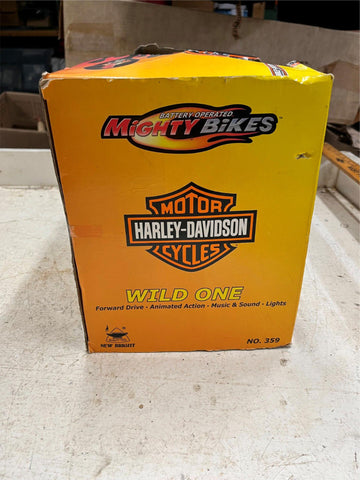 BATTERY OPERATED
MiGHTY BiKES™
MOTOR
HARLEY-DAVIDSON
CYCLES
WILD ONE
Forward Drive - Animated Action - Music & Sound - Lights
NEW BRIGHT
NO. 359